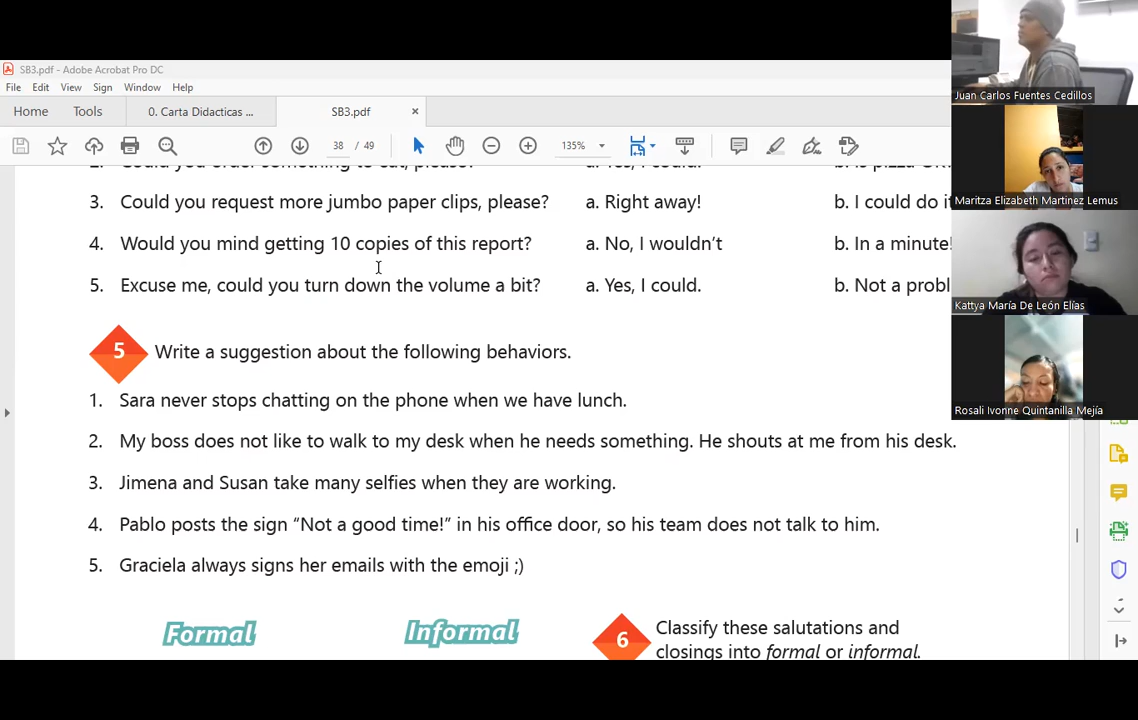 SB3.pdf - Adobe Acrobat Pro DC
File Edit View Sign Window Help
Home Tools 0. Carta Didacticas ... SB3.pdf ×
38 / 49 135%
3. Could you request more jumbo paper clips, please? a. Right away! b. I could do it
4. Would you mind getting 10 copies of this report? a. No, I wouldn't b. In a minute!
5. Excuse me, could you turn down the volume a bit? a. Yes, I could. b. Not a probl
5 Write a suggestion about the following behaviors.
1. Sara never stops chatting on the phone when we have lunch.
2. My boss does not like to walk to my desk when he needs something. He shouts at me from his desk.
3. Jimena and Susan take many selfies when they are working.
4. Pablo posts the sign “Not a good time!” in his office door, so his team does not talk to him.
5. Graciela always signs her emails with the emoji ;)
Formal Informal
6 Classify these salutations and
closings into formal or informal.
Juan Carlos Fuentes Cedillos
Maritza Elizabeth Martinez Lemus
Kattya María De León Elías
Rosali Ivonne Quintanilla Mejía